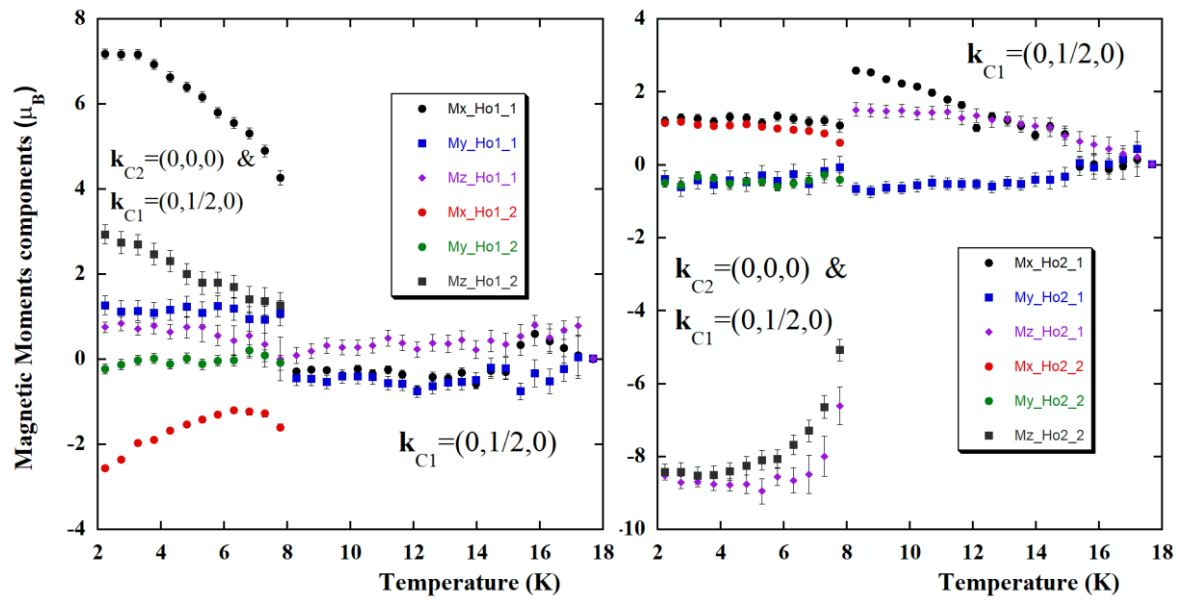 Magnetic Moments components (μB)
8
6
4
2
0
-2
-4
kC2=(0,0,0) &
kC1=(0,1/2,0)
Mx_Ho1_1
My_Ho1_1
Mz_Ho1_1
Mx_Ho1_2
My_Ho1_2
Mz_Ho1_2
kC1=(0,1/2,0)
2 4 6 8 10 12 14 16 18
Temperature (K)
4
2
0
-2
-4
-6
-8
-10
kC1=(0,1/2,0)
kC2=(0,0,0) &
kC1=(0,1/2,0)
Mx_Ho2_1
My_Ho2_1
Mz_Ho2_1
Mx_Ho2_2
My_Ho2_2
Mz_Ho2_2
2 4 6 8 10 12 14 16 18
Temperature (K)